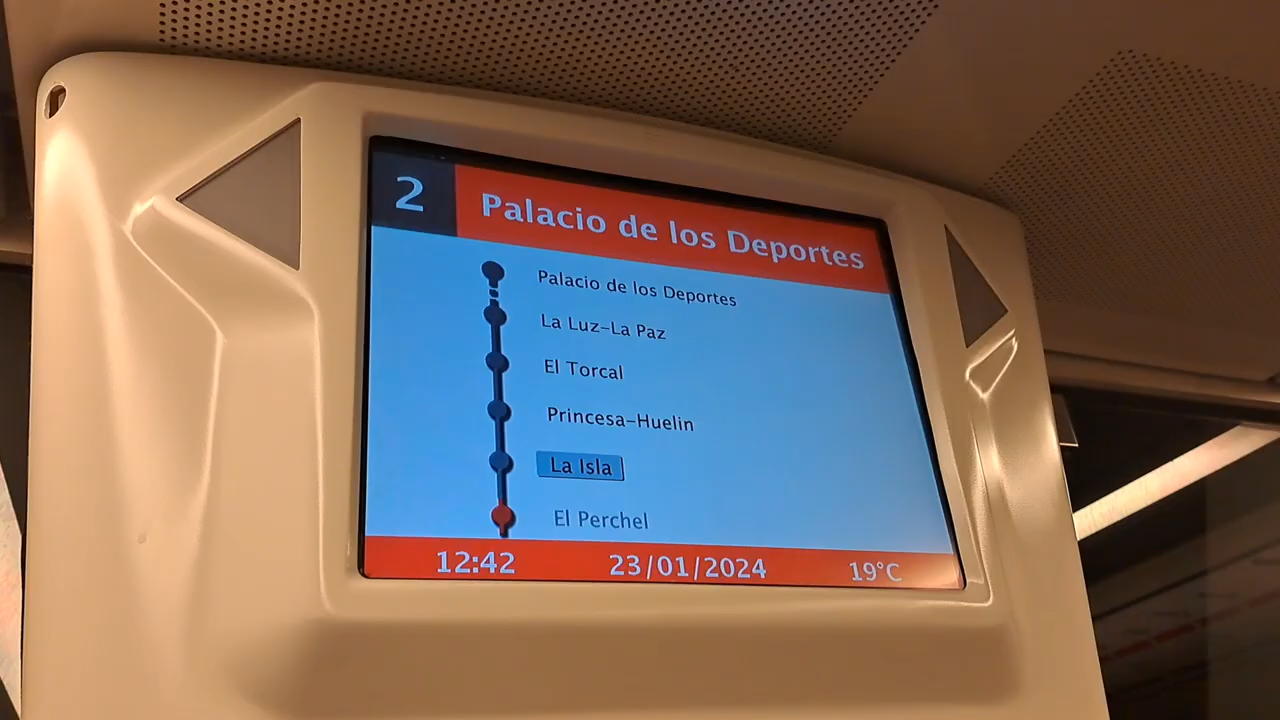 2 Palacio de los Deportes
Palacio de los Deportes
La Luz-La Paz
El Torcal
Princesa-Huelin
La Isla
El Perchel
12:42 23/01/2024 19°C